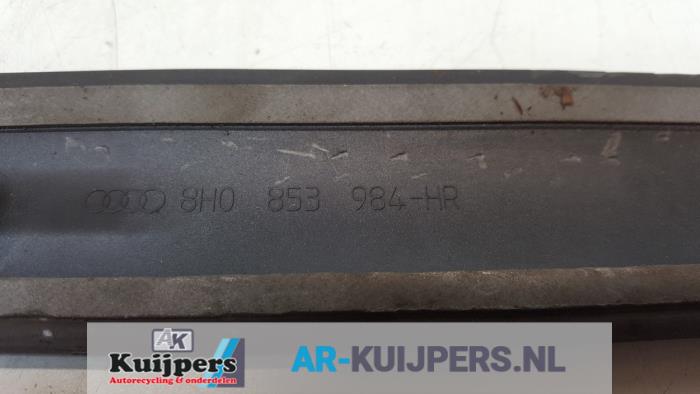 8H0 853 984-HR
AK
Kuijpers
Autorecycling & onderdelen
AR-KUIJPERS.NL